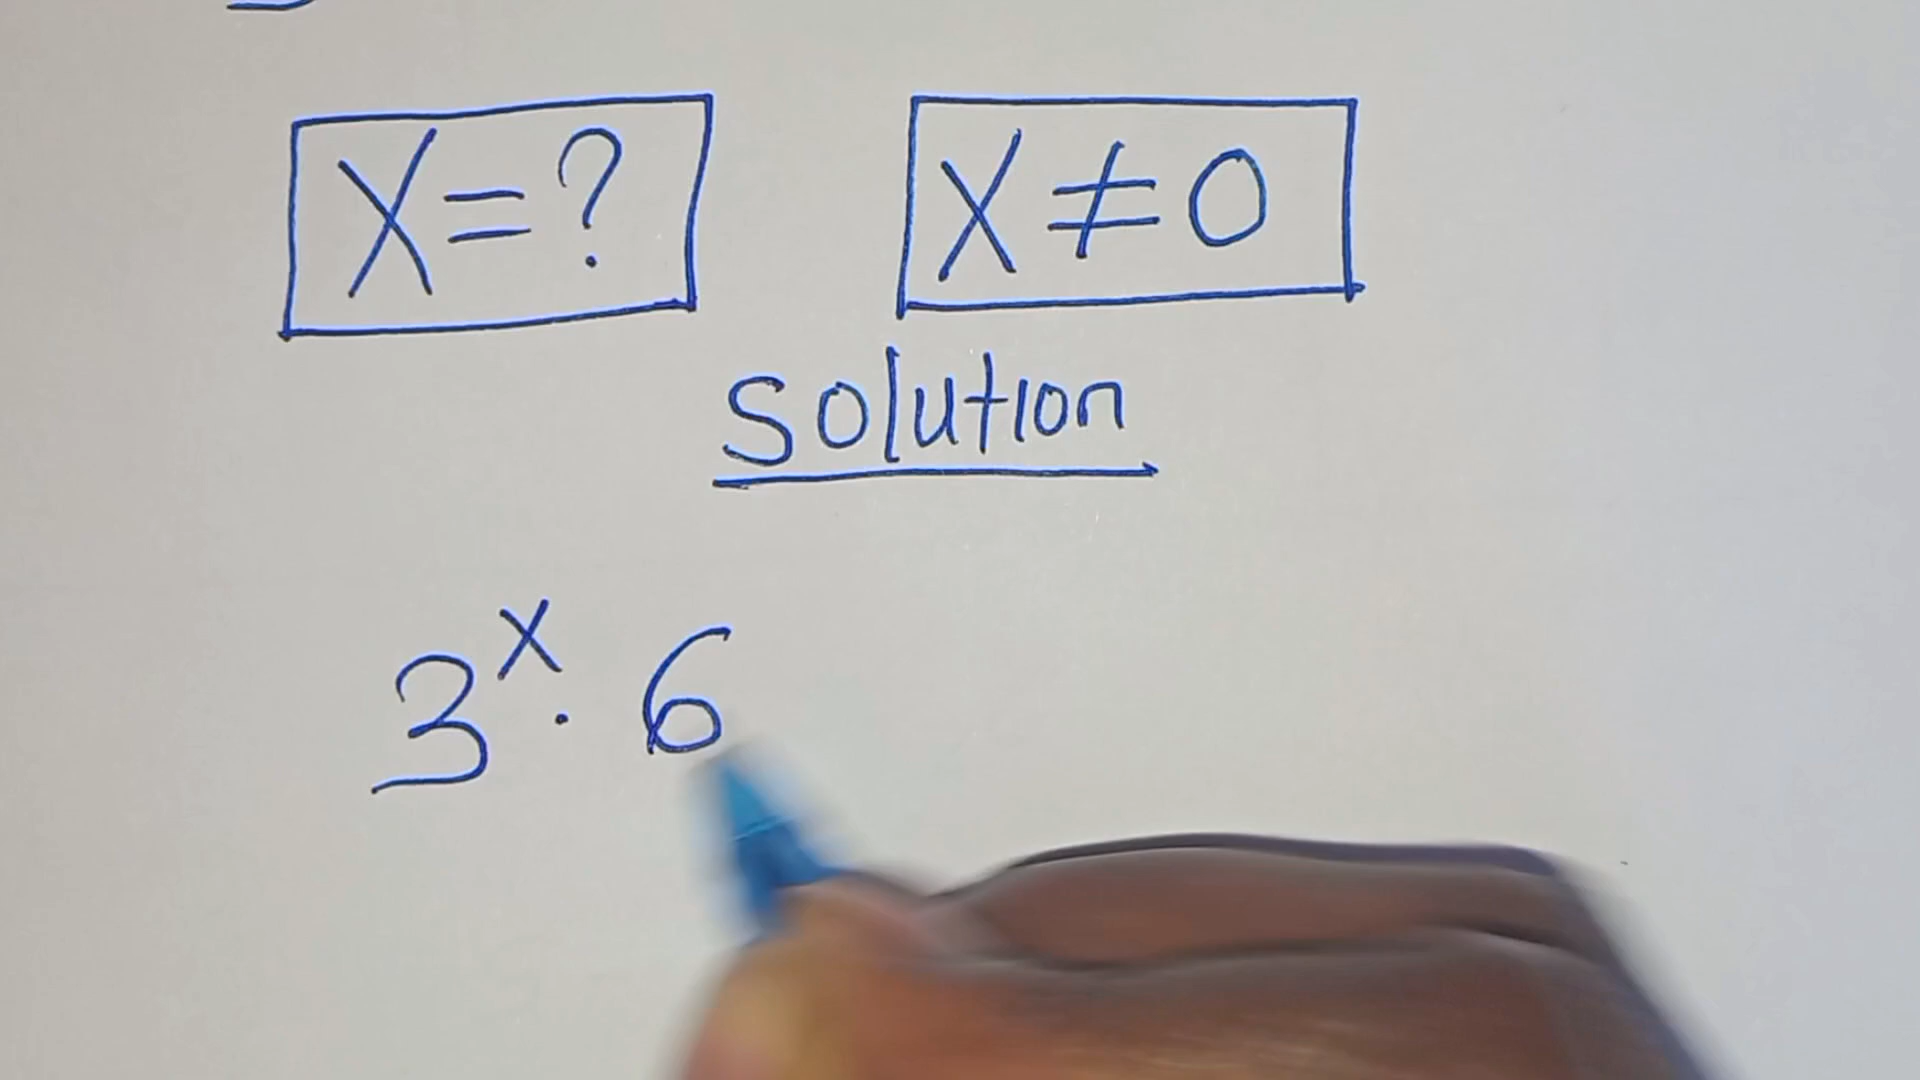 X = ? X ≠ 0
Solution
3^x · 6